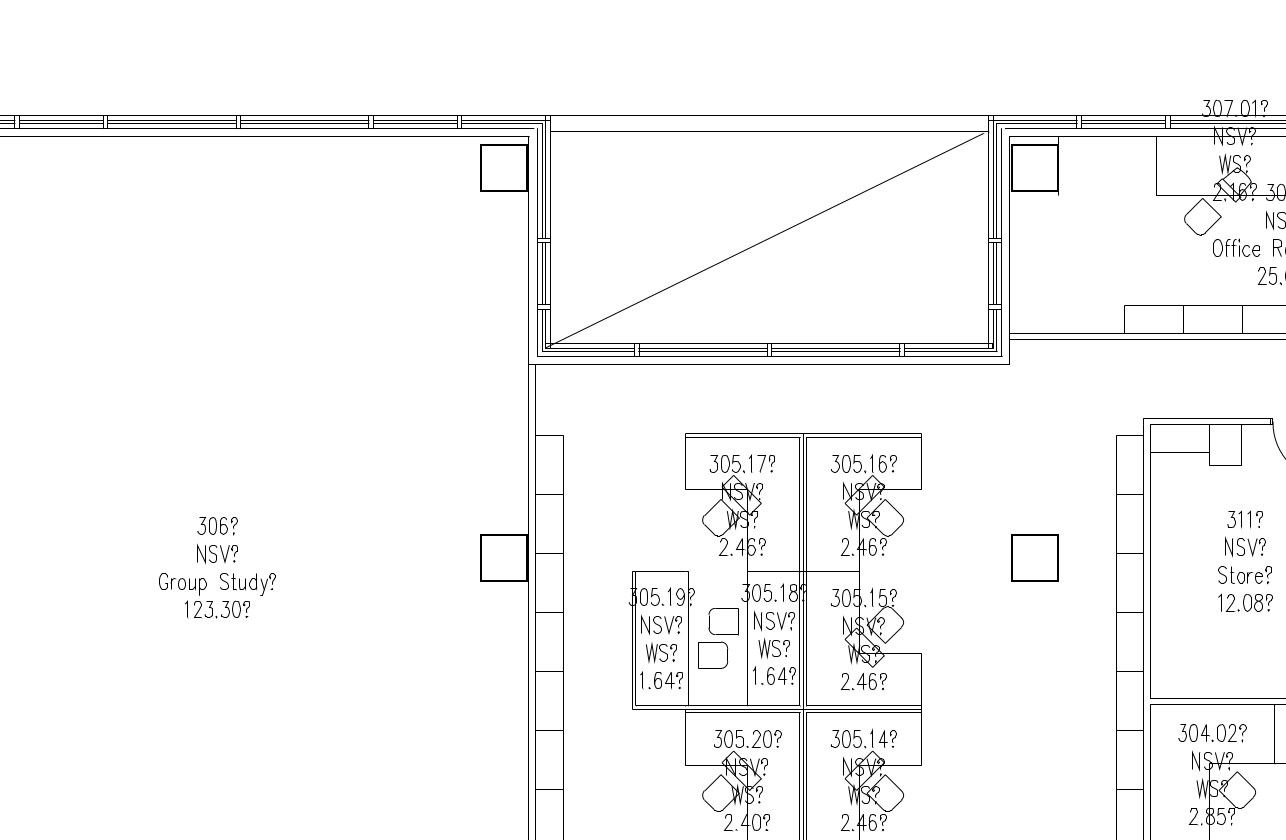 307.01?
NSV?
WS?
2.16?
Office
306?
NSV?
Group Study?
123.30?
305.17?
NSV?
WS?
2.46?
305.16?
NSV?
WS?
2.46?
305.19?
NSV?
WS?
1.64?
305.18?
NSV?
WS?
1.64?
305.15?
NSV?
WS?
2.46?
311?
NSV?
Store?
12.08?
305.20?
NSV?
WS?
2.40?
305.14?
NSV?
WS?
2.46?
304.02?
NSV?
WS?
2.85?